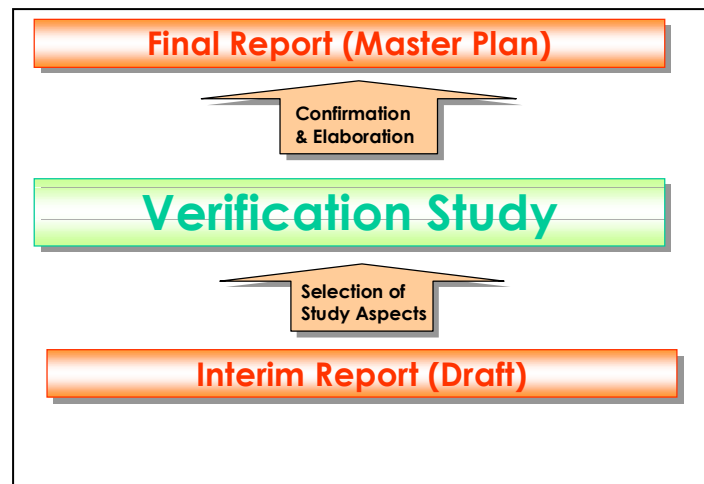 Final Report (Master Plan)
Confirmation
& Elaboration
Verification Study
Selection of
Study Aspects
Interim Report (Draft)